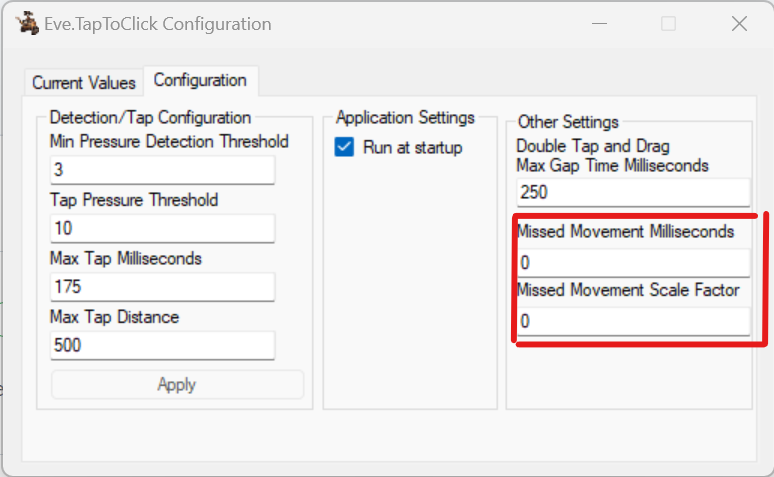 Eve.TapToClick Configuration
Current Values
Configuration
Detection/Tap Configuration
Min Pressure Detection Threshold
3
Tap Pressure Threshold
10
Max Tap Milliseconds
175
Max Tap Distance
500
Apply
Application Settings
Run at startup
Other Settings
Double Tap and Drag
Max Gap Time Milliseconds
250
Missed Movement Milliseconds
0
Missed Movement Scale Factor
0